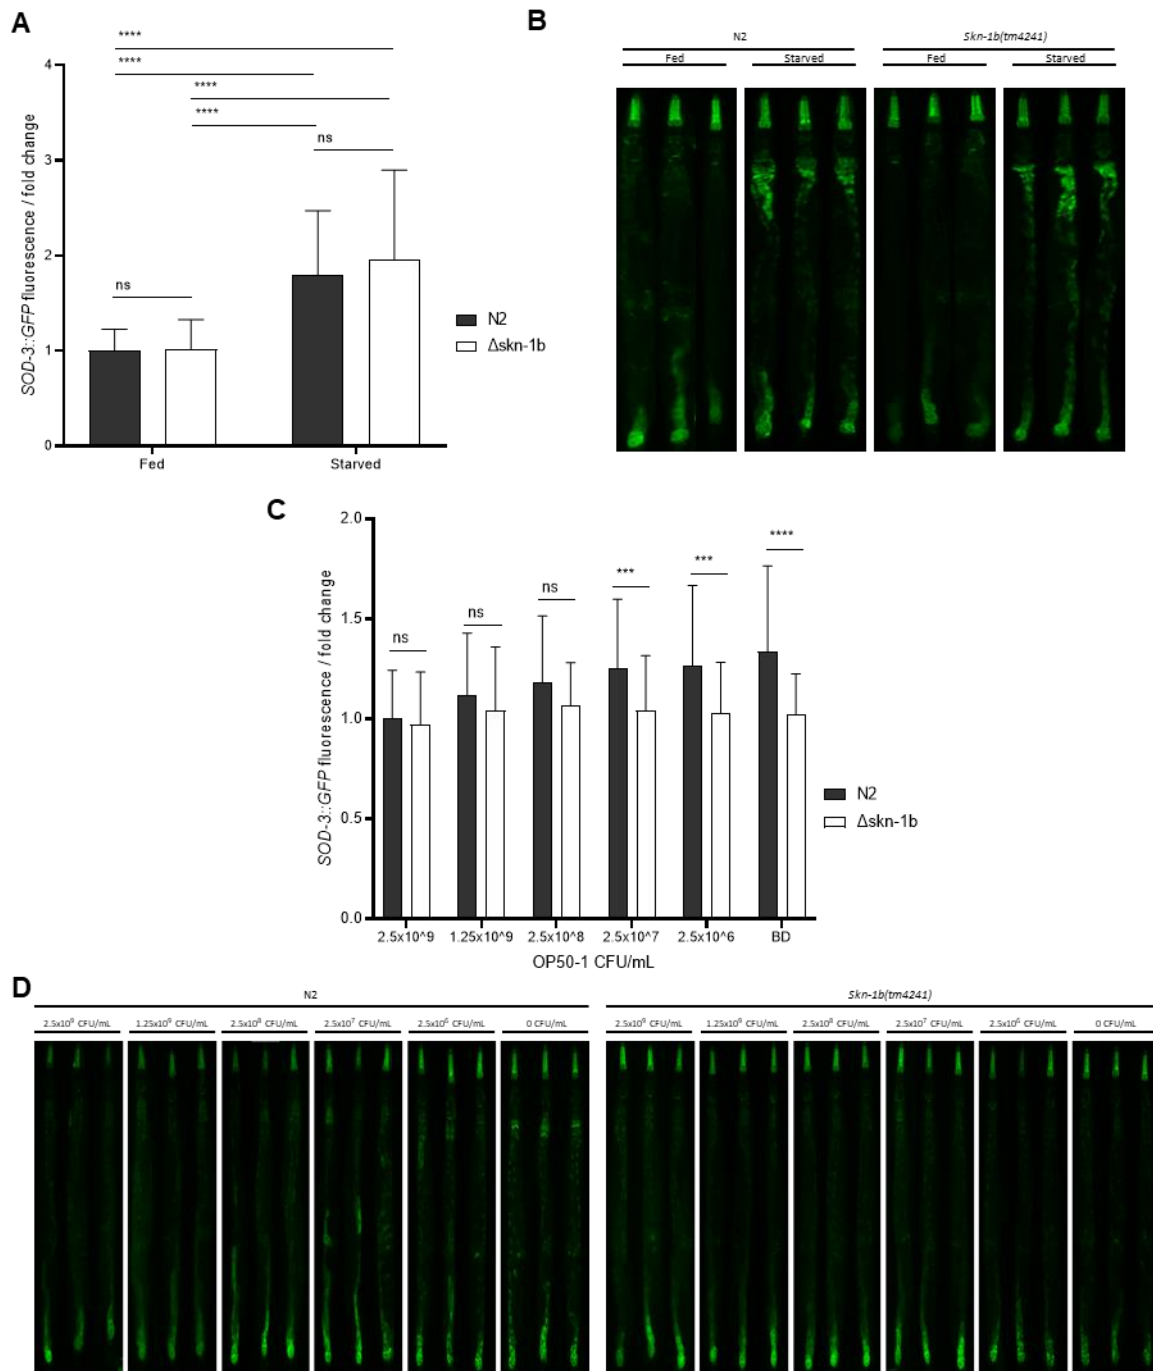 A
****
****
****
****
ns
ns
4
3
2
1
0
SOD-3::GFP fluorescence / fold change
Fed
Starved
N2
Δskn-1b
B
N2
Skn-1b(tm4241)
Fed
Starved
Fed
Starved
C
2.0
1.5
1.0
0.5
0.0
SOD-3::GFP fluorescence / fold change
ns
ns
ns
***
***
****
2.5x10^9
1.25x10^9
2.5x10^8
2.5x10^7
2.5x10^6
BD
OP50-1 CFU/mL
N2
Δskn-1b
D
N2
Skn-1b(tm4241)
2.5x10⁹ CFU/mL
1.25x10⁹ CFU/mL
2.5x10⁸ CFU/mL
2.5x10⁷ CFU/mL
2.5x10⁶ CFU/mL
0 CFU/mL
2.5x10⁹ CFU/mL
1.25x10⁹ CFU/mL
2.5x10⁸ CFU/mL
2.5x10⁷ CFU/mL
2.5x10⁶ CFU/mL
0 CFU/mL